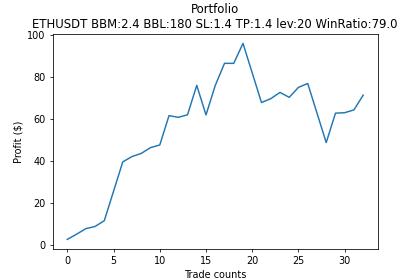 Portfolio
ETHUSDT BBM:2.4 BBL:180 SL:1.4 TP:1.4 lev:20 WinRatio:79.0
100
80
60
40
20
0
Profit ($)
0 5 10 15 20 25 30
Trade counts